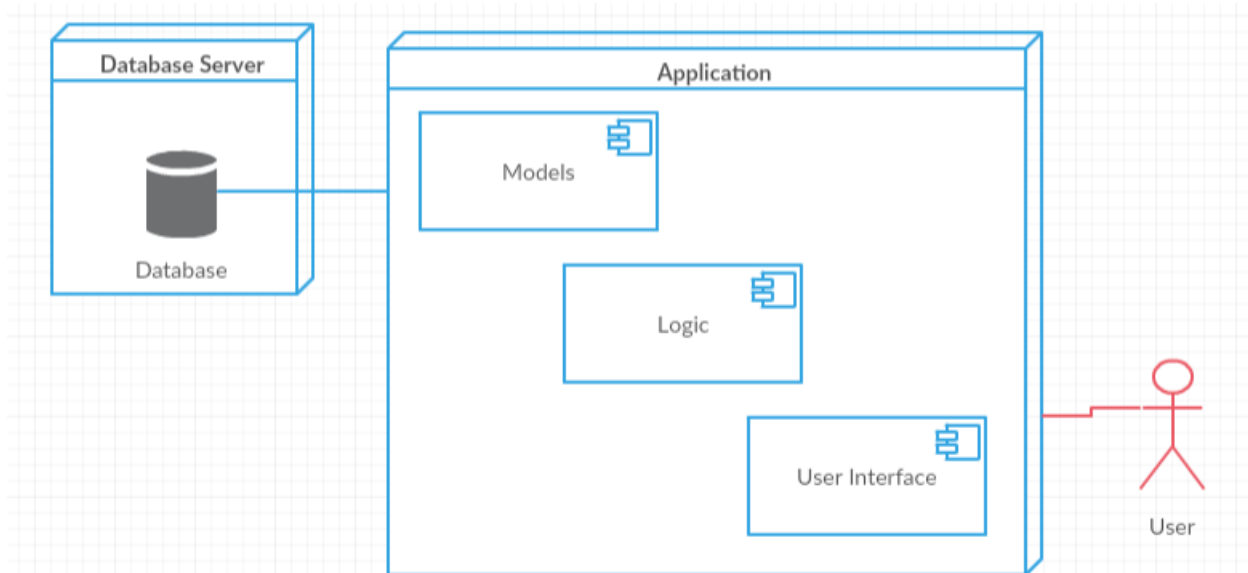 Database Server
Application
Models
Database
Logic
User Interface
User